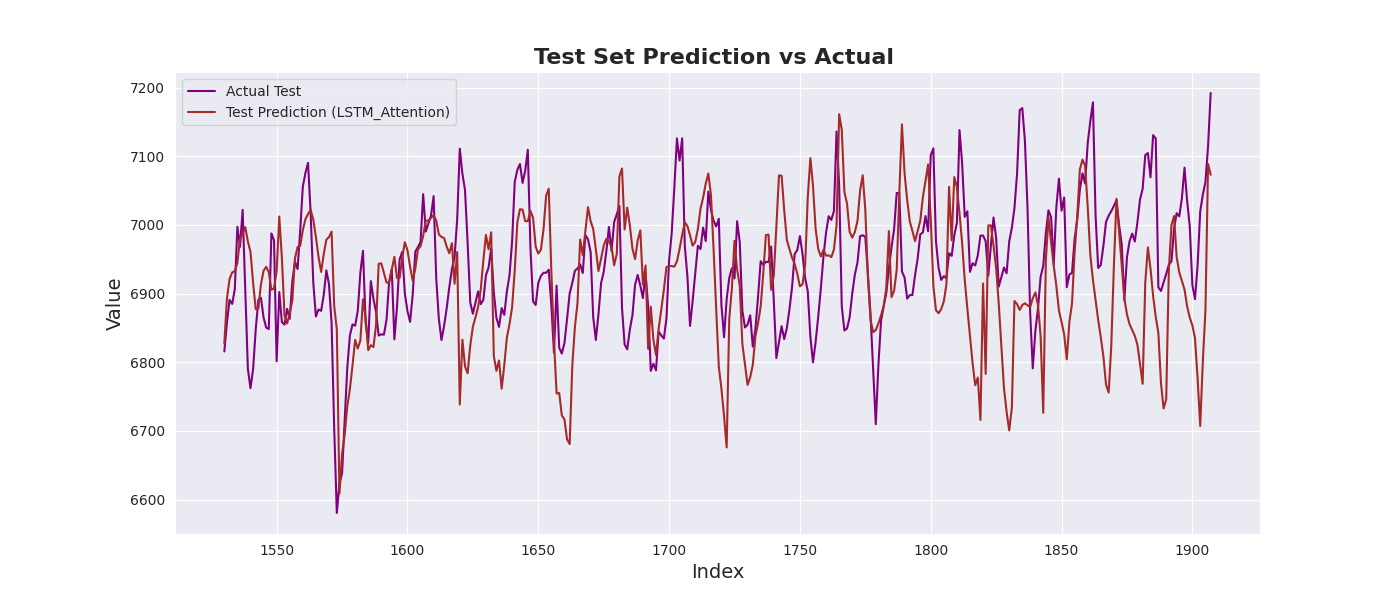 Test Set Prediction vs Actual
Actual Test
Test Prediction (LSTM_Attention)
7200
7100
7000
6900
6800
6700
6600
Value
1550 1600 1650 1700 1750 1800 1850 1900
Index